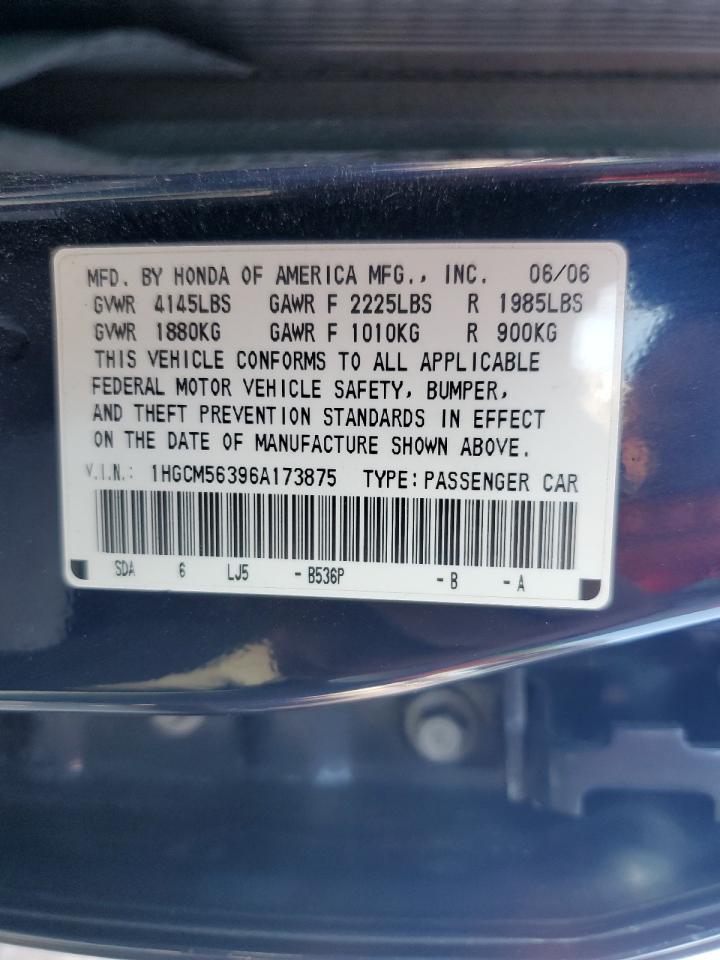 MFD. BY HONDA OF AMERICA MFG., INC. 06/06
GVWR 4145LBS GAWR F 2225LBS R 1985LBS
GVWR 1880KG GAWR F 1010KG R 900KG
THIS VEHICLE CONFORMS TO ALL APPLICABLE
FEDERAL MOTOR VEHICLE SAFETY, BUMPER,
AND THEFT PREVENTION STANDARDS IN EFFECT
ON THE DATE OF MANUFACTURE SHOWN ABOVE.
V.I.N.: 1HGCM56396A173875 TYPE:PASSENGER CAR
SDA 6 LJ5 - B536P - B - A